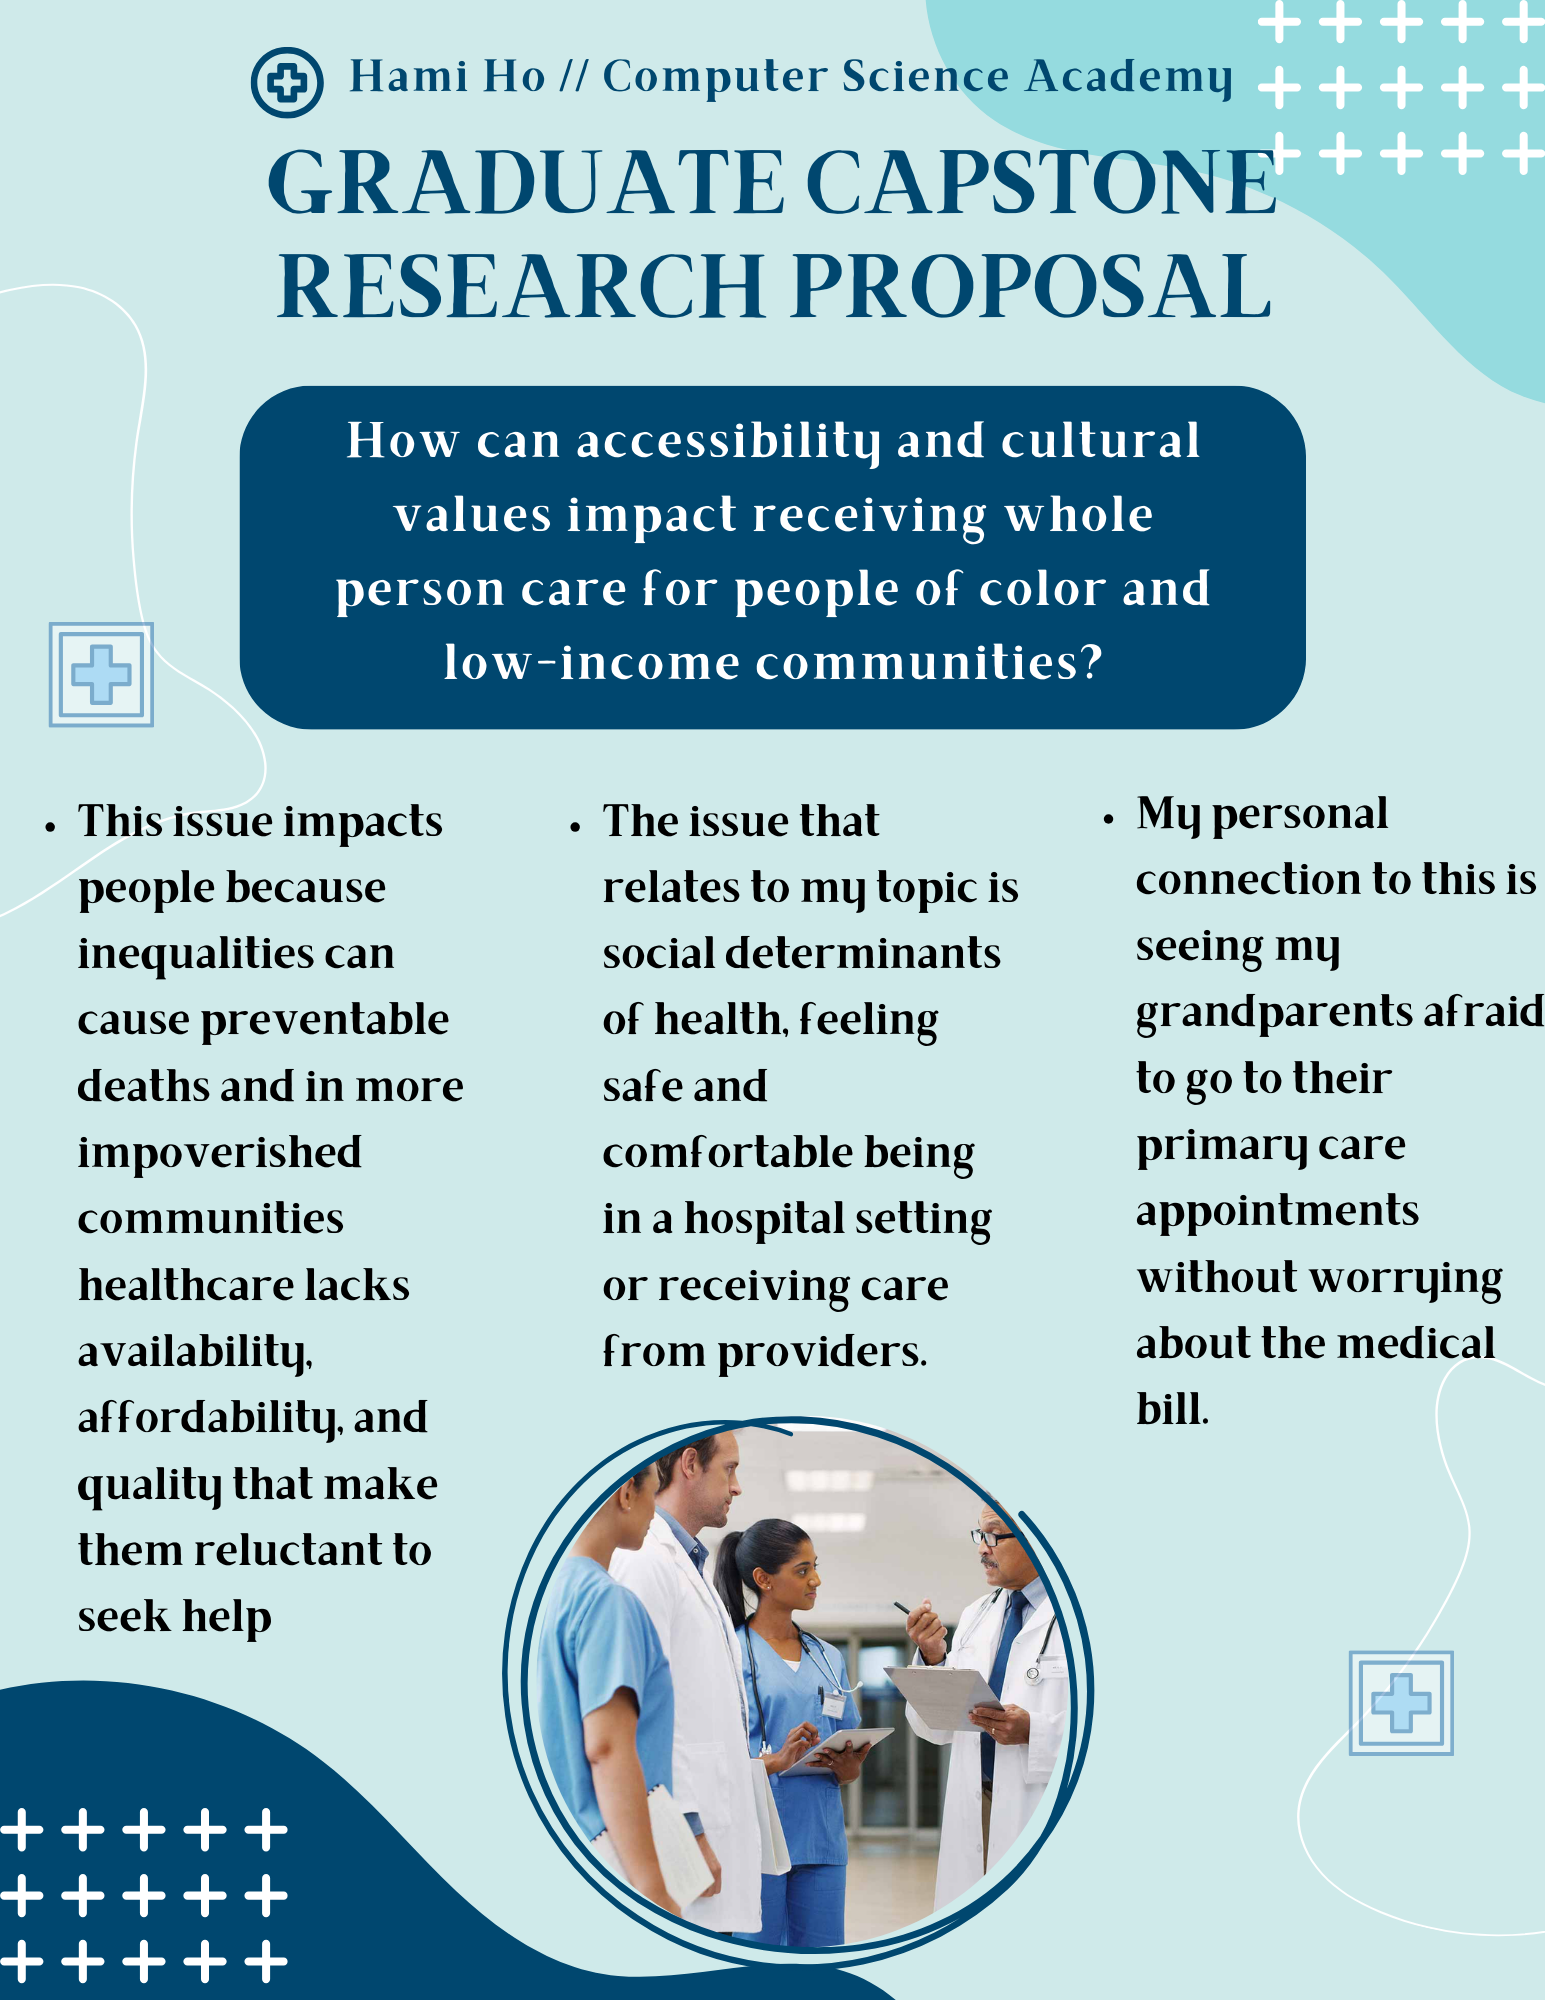 Hami Ho // Computer Science Academy
GRADUATE CAPSTONE
RESEARCH PROPOSAL
How can accessibility and cultural
values impact receiving whole
person care for people of color and
low-income communities?
• This issue impacts
people because
inequalities can
cause preventable
deaths and in more
impoverished
communities
healthcare lacks
availability,
affordability, and
quality that make
them reluctant to
seek help
• The issue that
relates to my topic is
social determinants
of health, feeling
safe and
comfortable being
in a hospital setting
or receiving care
from providers.
• My personal
connection to this is
seeing my
grandparents afraid
to go to their
primary care
appointments
without worrying
about the medical
bill.